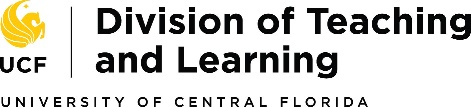 UCF
Division of Teaching
and Learning
UNIVERSITY OF CENTRAL FLORIDA